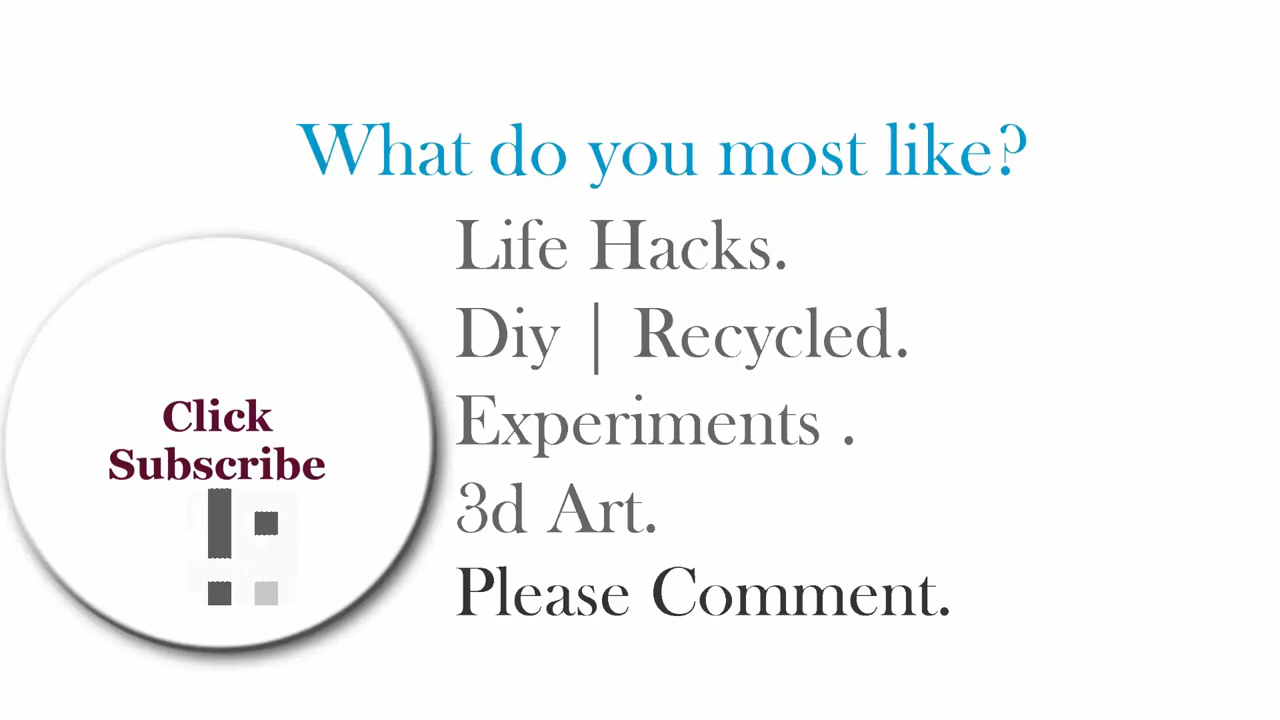 What do you most like?
Life Hacks.
Diy | Recycled.
Experiments .
3d Art.
Please Comment.
Click
Subscribe